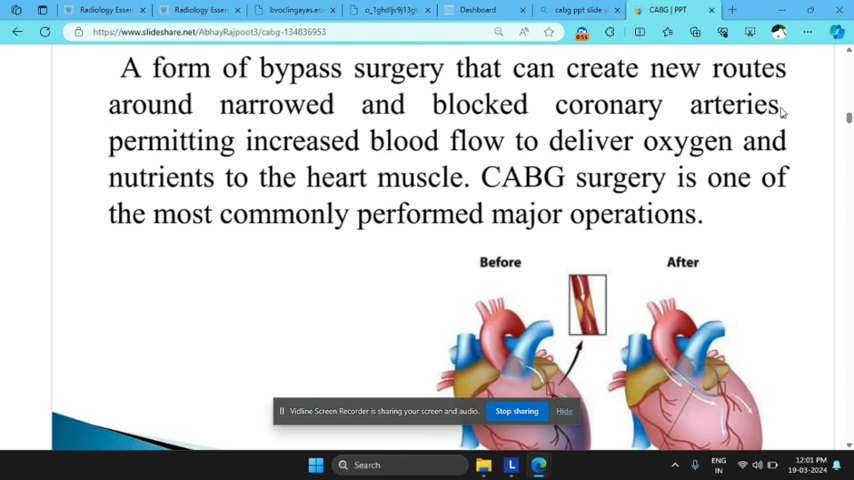 Radiology Essen
Radiology Essen
bvoclingayas.ec
o_1ghdljv9j13g
Dashboard
cabg ppt slide s
CABG | PPT
https://www.slideshare.net/AbhayRajpoot3/cabg-134836953
0:55
A form of bypass surgery that can create new routes
around narrowed and blocked coronary arteries,
permitting increased blood flow to deliver oxygen and
nutrients to the heart muscle. CABG surgery is one of
the most commonly performed major operations.
Before
After
Vidline Screen Recorder is sharing your screen and audio.
Stop sharing
Hide
Search
ENG
IN
12:01 PM
19-03-2024